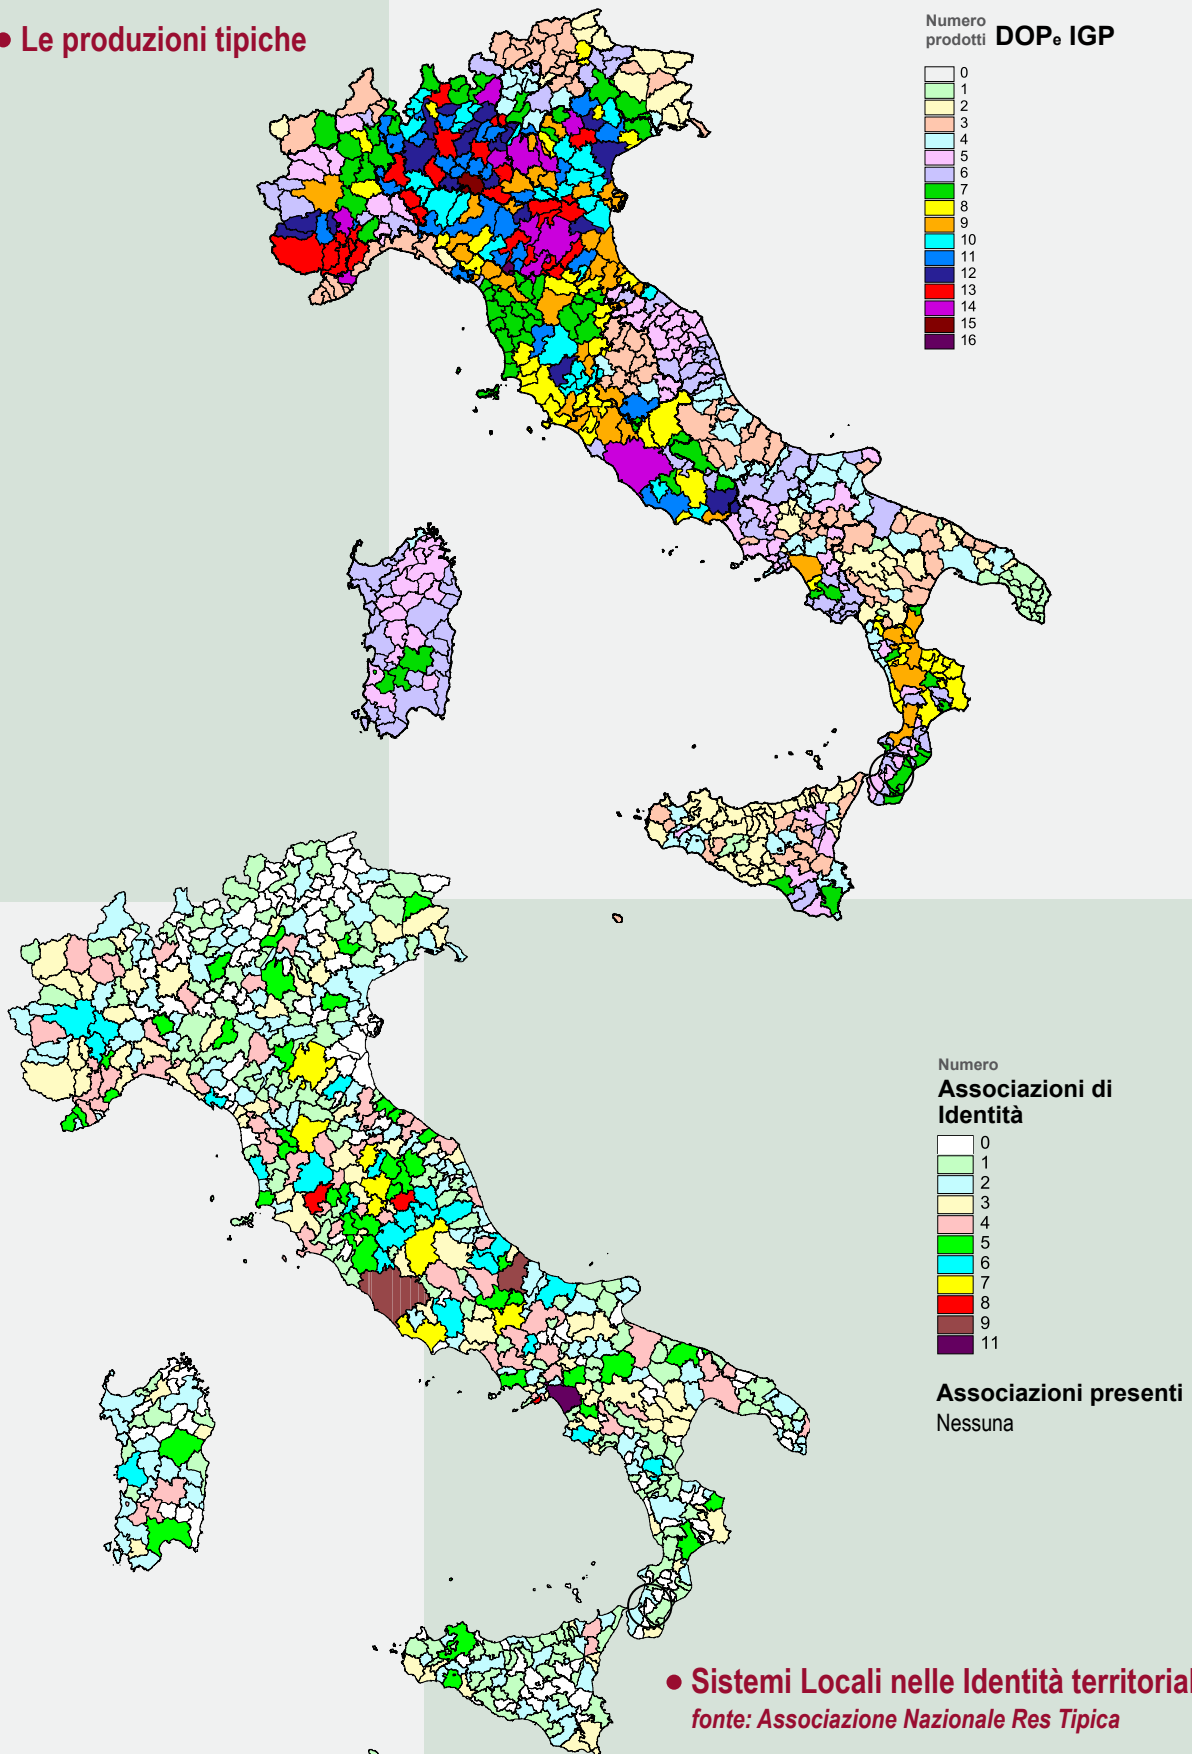 • Le produzioni tipiche
Numero
prodotti DOPe IGP
0
1
2
3
4
5
6
7
8
9
10
11
12
13
14
15
16
Numero
Associazioni di
Identità
0
1
2
3
4
5
6
7
8
9
11
Associazioni presenti
Nessuna
• Sistemi Locali nelle Identità territorial
fonte: Associazione Nazionale Res Tipica